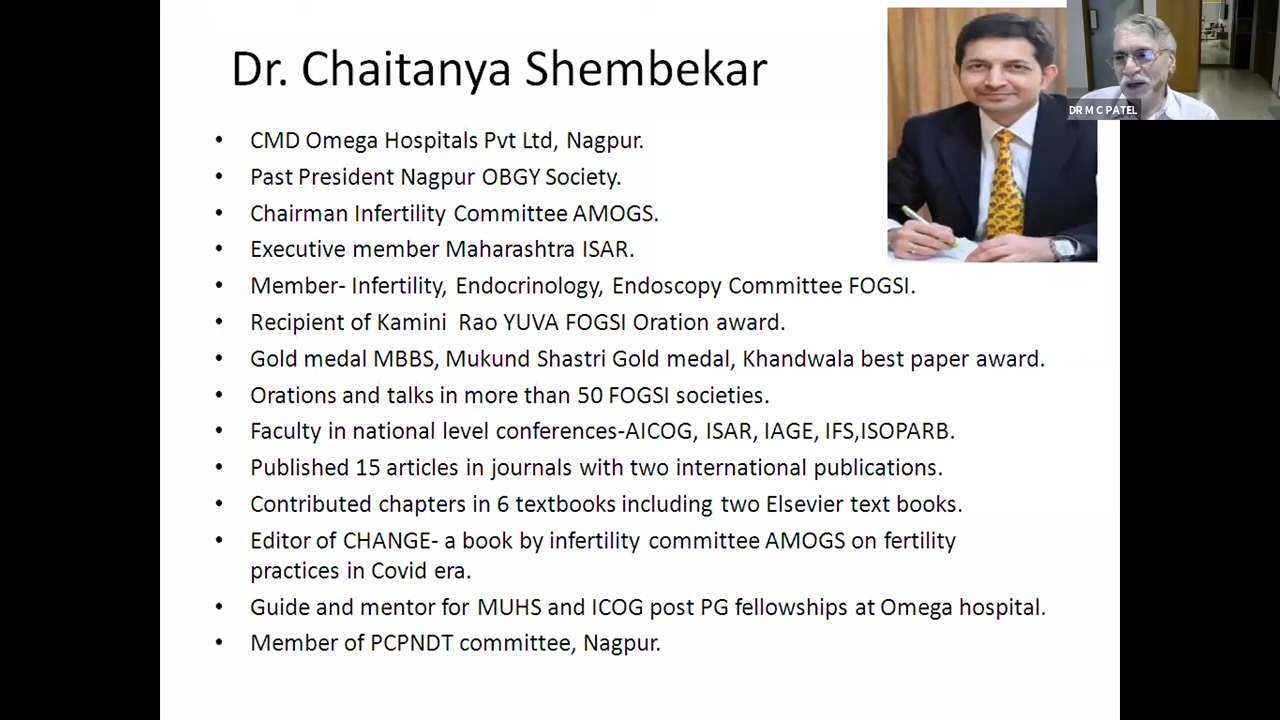 Dr. Chaitanya Shembekar
DR M C PATEL
• CMD Omega Hospitals Pvt Ltd, Nagpur.
• Past President Nagpur OBGY Society.
• Chairman Infertility Committee AMOGS.
• Executive member Maharashtra ISAR.
• Member- Infertility, Endocrinology, Endoscopy Committee FOGSI.
• Recipient of Kamini  Rao YUVA FOGSI Oration award.
• Gold medal MBBS, Mukund Shastri Gold medal, Khandwala best paper award.
• Orations and talks in more than 50 FOGSI societies.
• Faculty in national level conferences-AICOG, ISAR, IAGE, IFS,ISOPARB.
• Published 15 articles in journals with two international publications.
• Contributed chapters in 6 textbooks including two Elsevier text books.
• Editor of CHANGE- a book by infertility committee AMOGS on fertility
practices in Covid era.
• Guide and mentor for MUHS and ICOG post PG fellowships at Omega hospital.
• Member of PCPNDT committee, Nagpur.